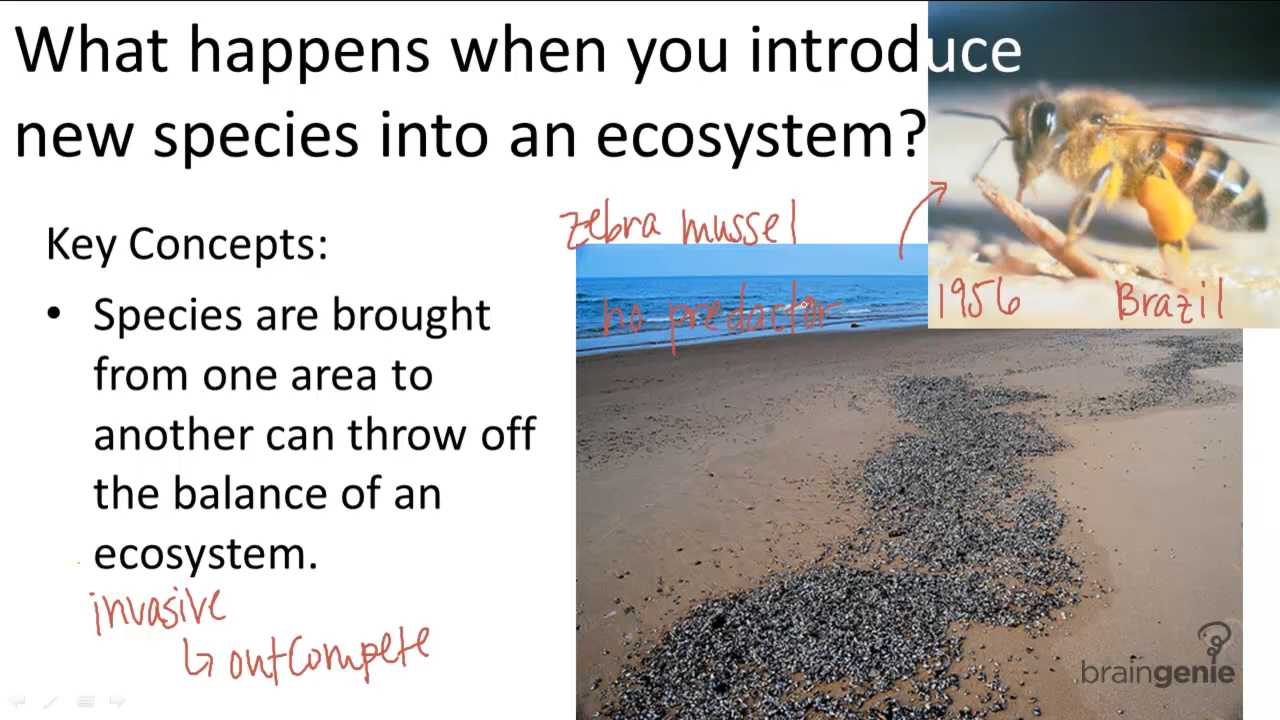 What happens when you introduce
new species into an ecosystem?
Key Concepts:
• Species are brought
from one area to
another can throw off
the balance of an
ecosystem.
invasive
↳ outcompete
zebra mussel
no predactor
1956 Brazil
braingenie